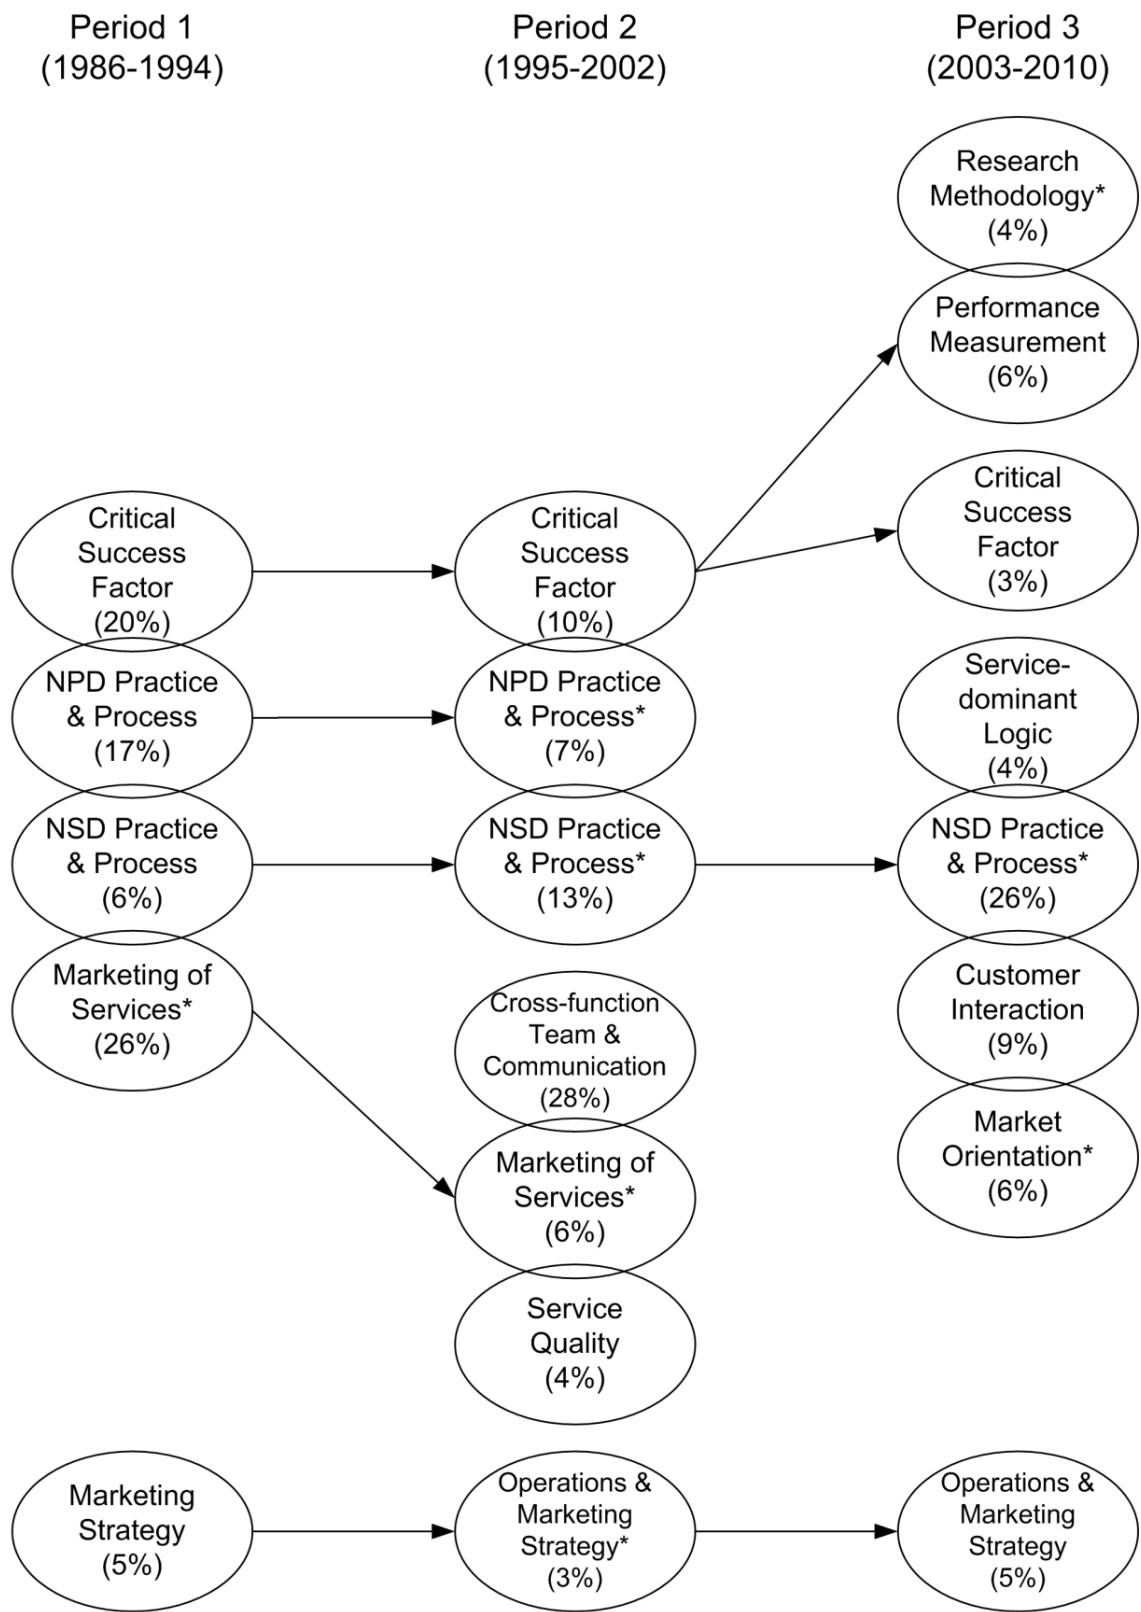 Period 1
(1986-1994)
Period 2
(1995-2002)
Period 3
(2003-2010)
Critical
Success
Factor
(20%)
NPD Practice
& Process
(17%)
NSD Practice
& Process
(6%)
Marketing of
Services*
(26%)
Marketing
Strategy
(5%)
Critical
Success
Factor
(10%)
NPD Practice
& Process*
(7%)
NSD Practice
& Process*
(13%)
Cross-function
Team &
Communication
(28%)
Marketing of
Services*
(6%)
Service
Quality
(4%)
Operations &
Marketing
Strategy*
(3%)
Research
Methodology*
(4%)
Performance
Measurement
(6%)
Critical
Success
Factor
(3%)
Service-
dominant
Logic
(4%)
NSD Practice
& Process*
(26%)
Customer
Interaction
(9%)
Market
Orientation*
(6%)
Operations &
Marketing
Strategy
(5%)